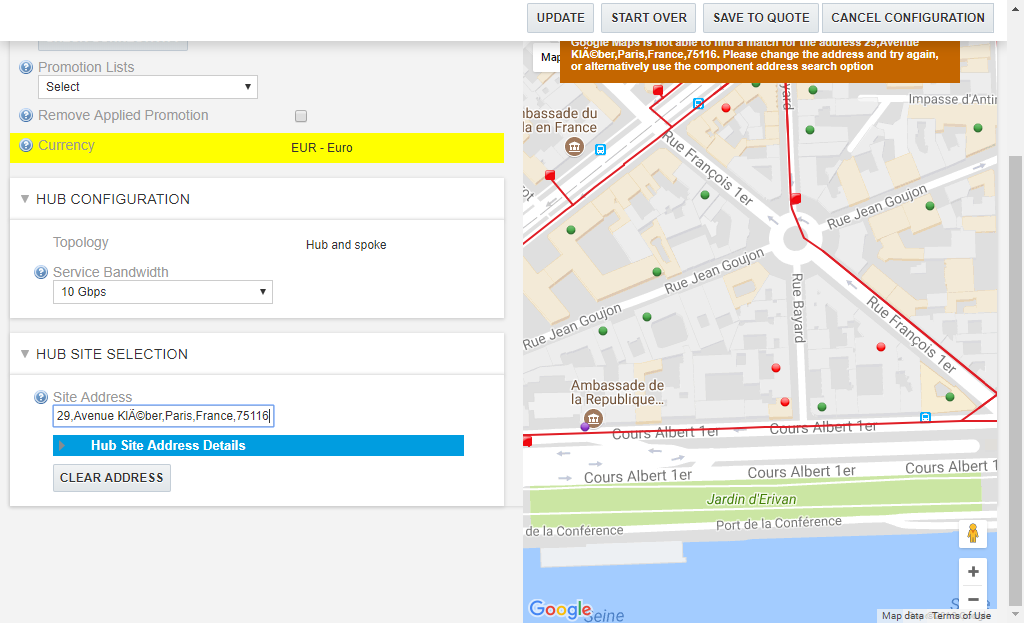 UPDATE
START OVER
SAVE TO QUOTE
CANCEL CONFIGURATION
Promotion Lists
Select
Remove Applied Promotion
Currency
EUR - Euro
HUB CONFIGURATION
Topology
Hub and spoke
Service Bandwidth
10 Gbps
HUB SITE SELECTION
Site Address
29,Avenue KlÃ©ber,Paris,France,75116
Hub Site Address Details
CLEAR ADDRESS
Map
Google Maps is not able to find a match for the address 29,Avenue
KlÃ©ber,Paris,France,75116. Please change the address and try again,
or alternatively use the component address search option
Impasse d'Antin
bassade du
la en France
Rue François 1er
Bayard
Rue Jean Goujon
Rue Jean Goujon
Rue Jean Goujon
Rue Bayard
Rue François 1er
Ambassade de
la Republique...
Cours Albert 1er
Cours Albert 1er
Cours Albert 1er
Cours Albert 1er
Cours Albert 1
Jardin d'Erivan
de la Conférence
Port de la Conférence
Google
Seine
Map data
Terms of Use